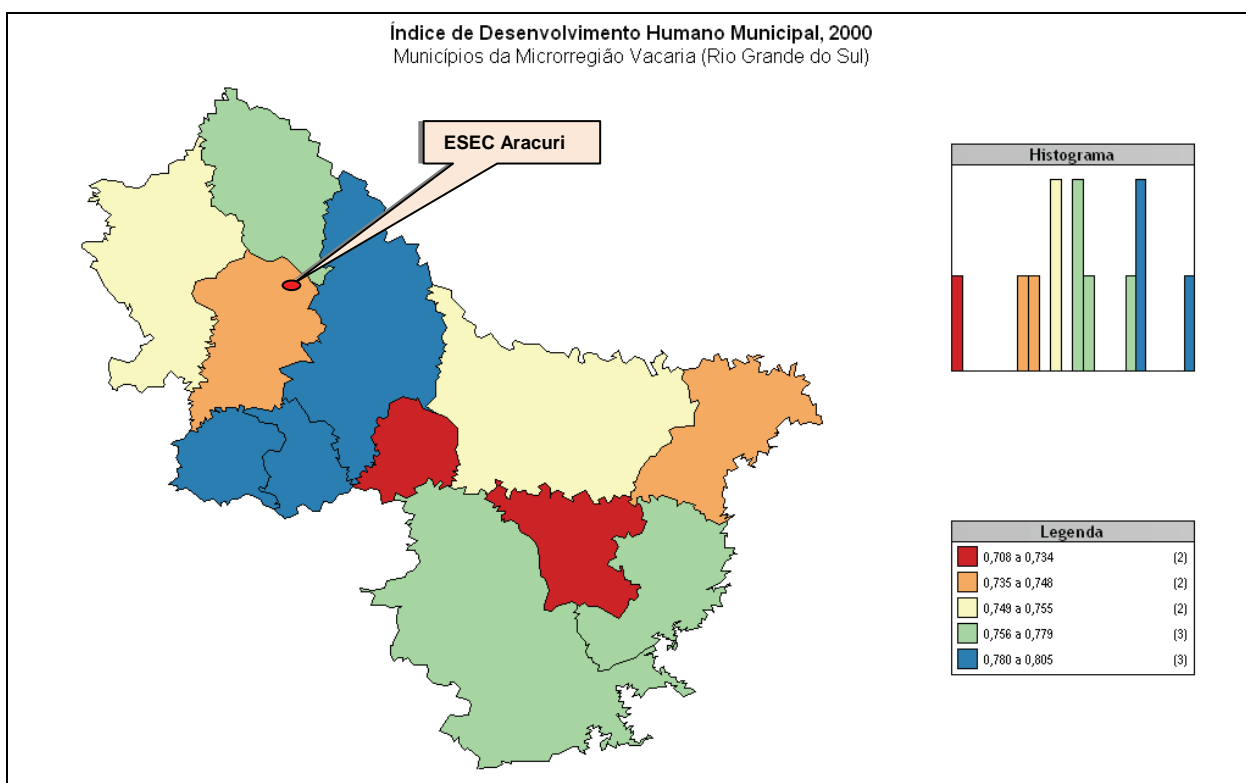 Índice de Desenvolvimento Humano Municipal, 2000
Municípios da Microrregião Vacaria (Rio Grande do Sul)
ESEC Aracuri
Histograma
Legenda
0,708 a 0,734 (2)
0,735 a 0,748 (2)
0,749 a 0,755 (2)
0,756 a 0,779 (3)
0,780 a 0,805 (3)